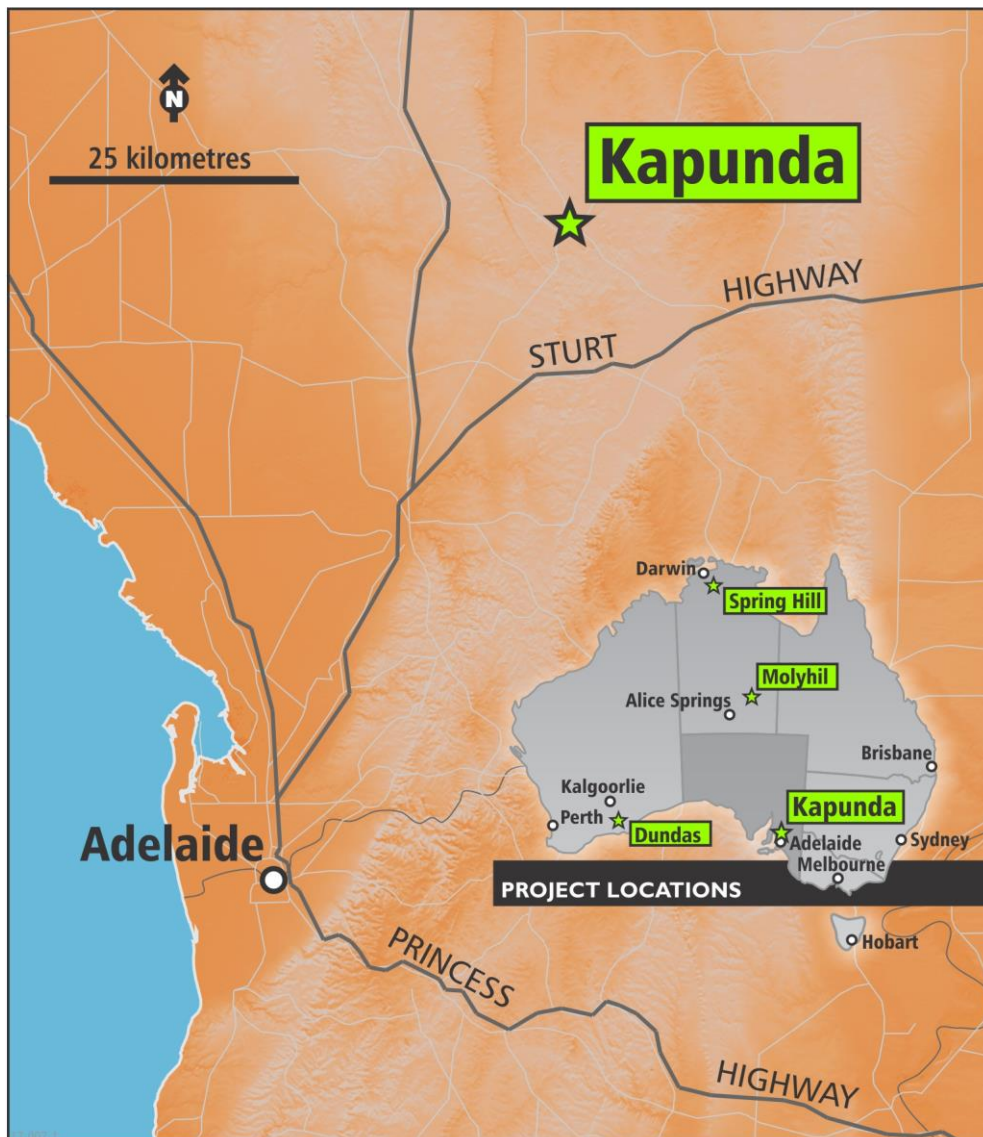 N
25 kilometres
Kapunda
HIGHWAY
STURT
Darwin
Spring Hill
Molyhil
Alice Springs
Brisbane
Kalgoorlie
Kapunda
Perth
Dundas
Adelaide
Sydney
Melbourne
Adelaide
PROJECT LOCATIONS
Hobart
PRINCESS
HIGHWAY